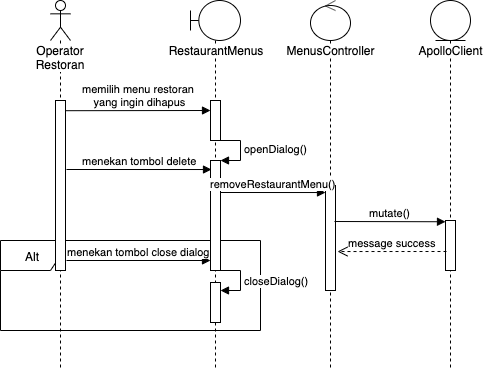 Operator
Restoran
RestaurantMenus
MenusController
ApolloClient
memilih menu restoran
yang ingin dihapus
openDialog()
menekan tombol delete
removeRestaurantMenu()
mutate()
message success
Alt
menekan tombol close dialog
closeDialog()